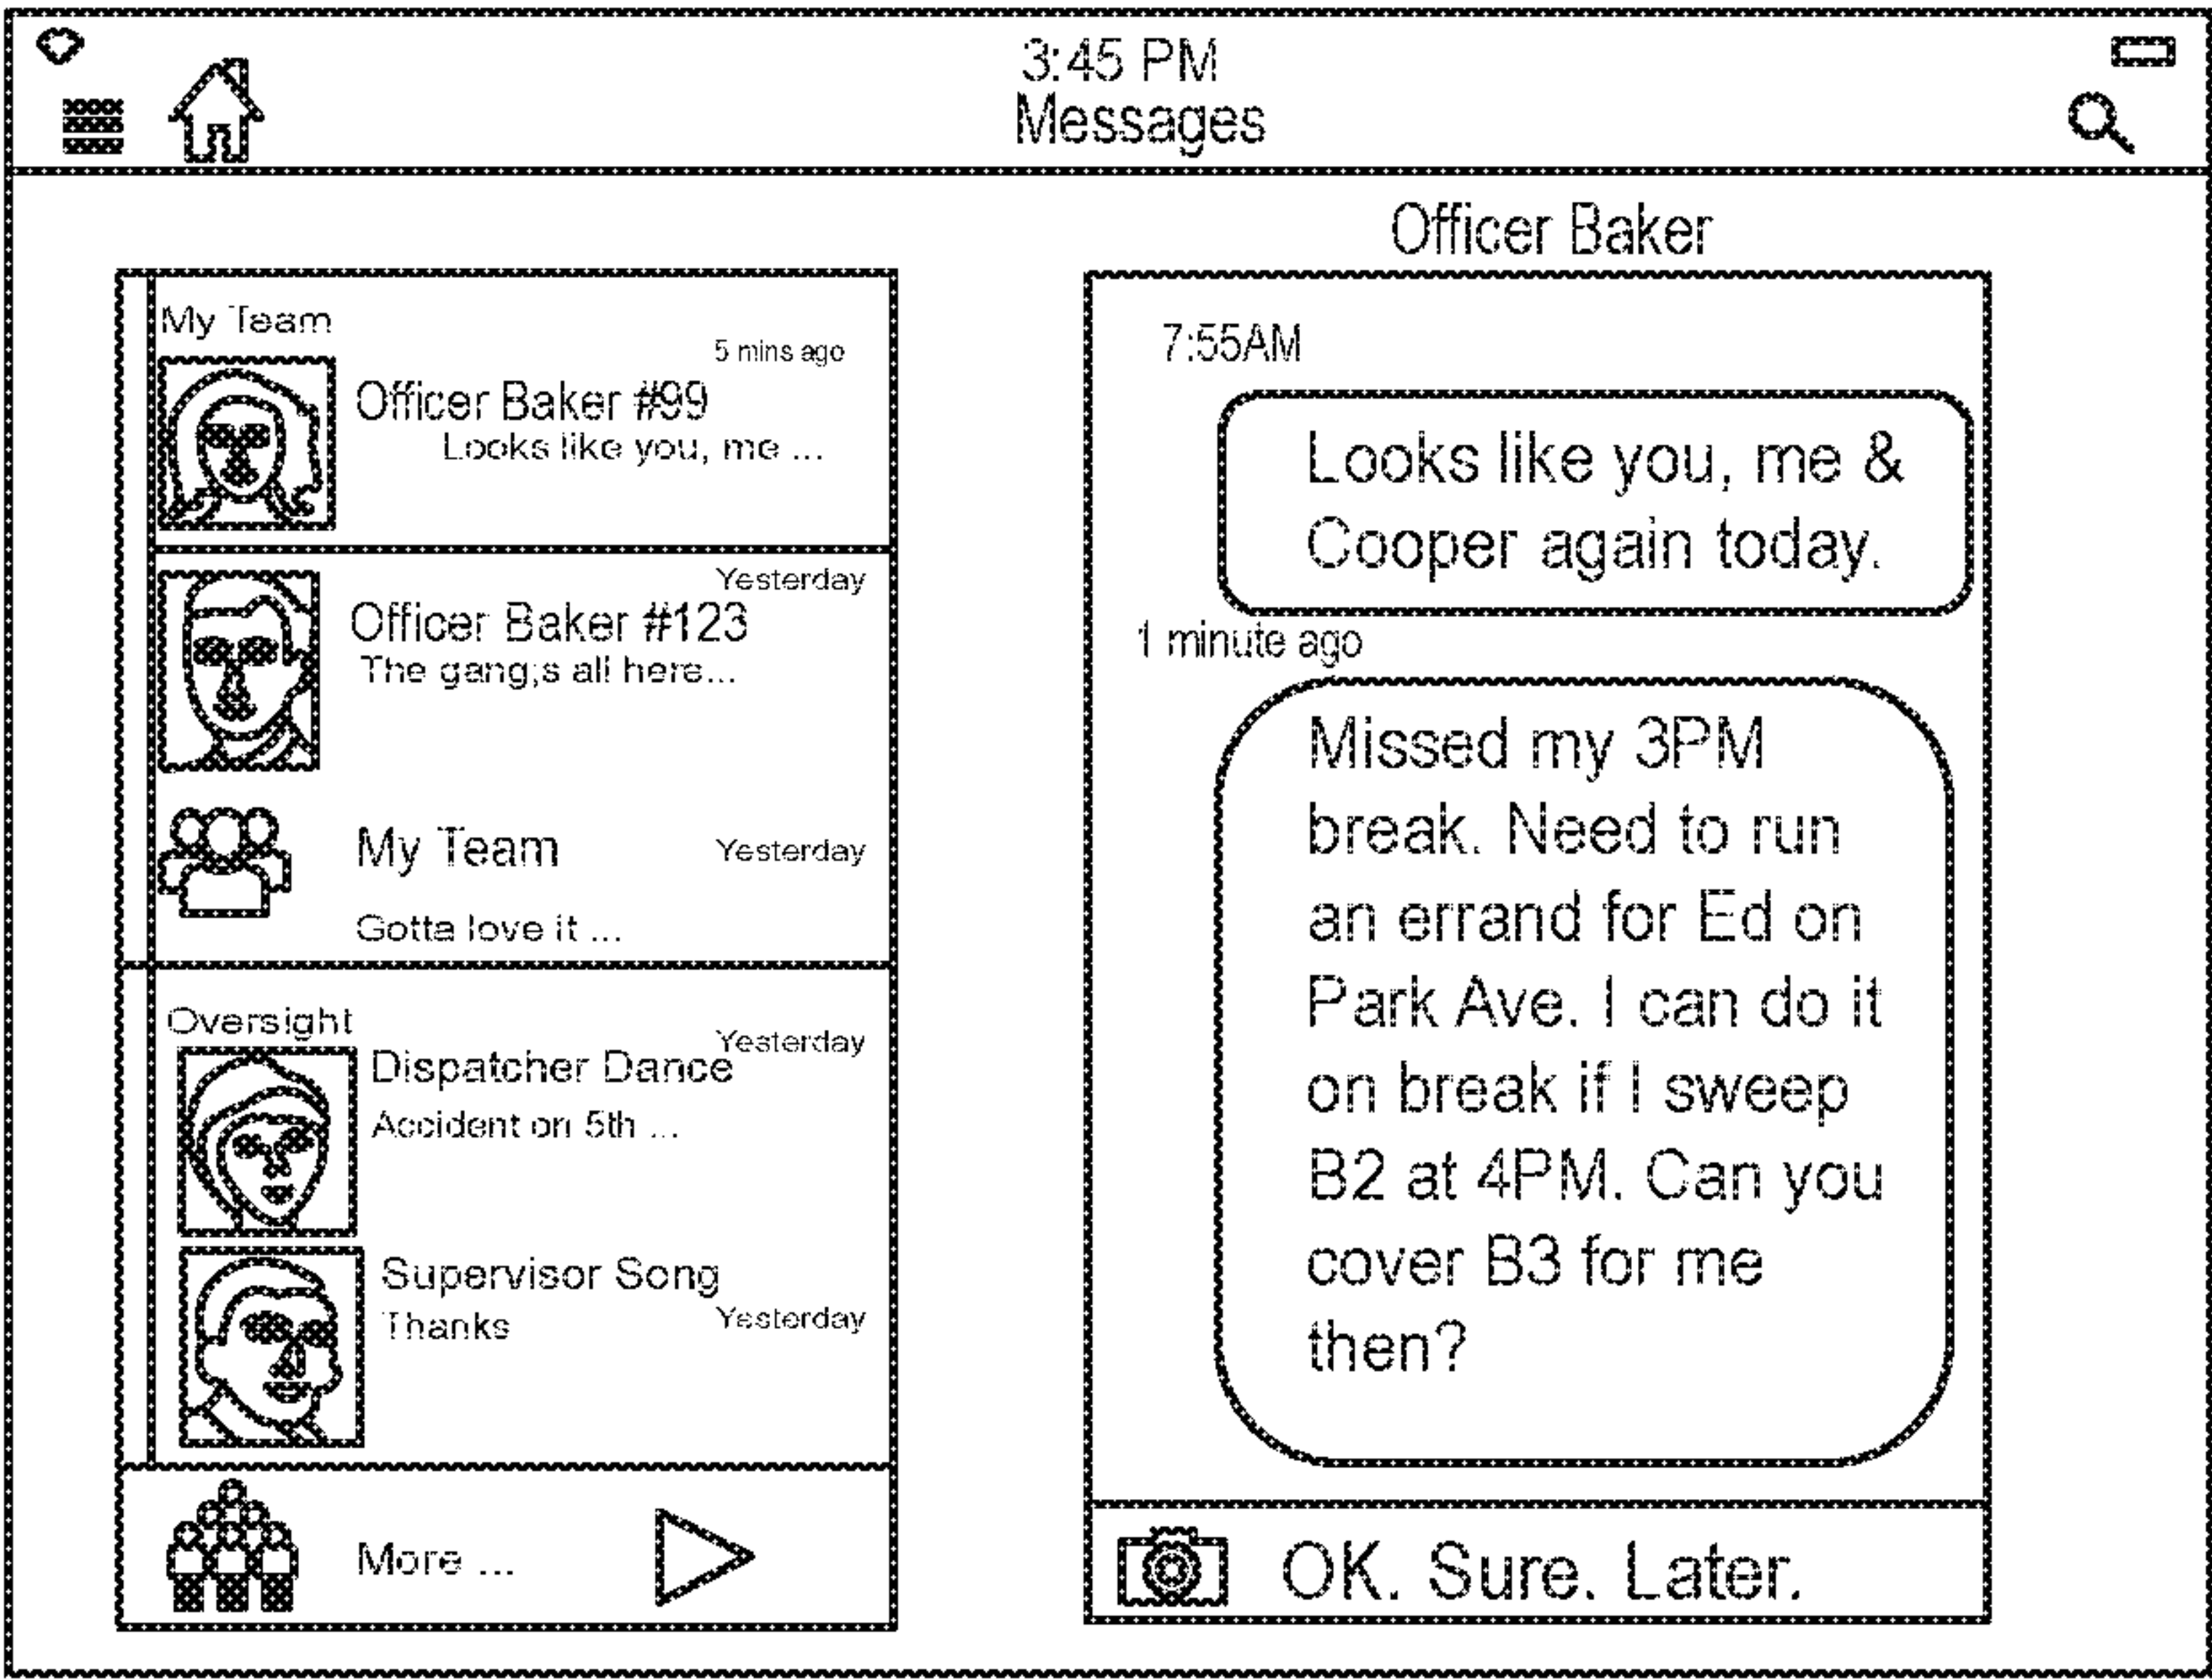 3:45 PM
Messages
My Team
5 mins ago
Officer Baker #99
Looks like you, me ...
Yesterday
Officer Baker #123
The gang;s all here...
My Team
Yesterday
Gotta love it ...
Oversight
Yesterday
Dispatcher Dance
Accident on 5th ...
Supervisor Song
Thanks
Yesterday
More ...
Officer Baker
7:55AM
Looks like you, me &
Cooper again today.
1 minute ago
Missed my 3PM
break. Need to run
an errand for Ed on
Park Ave. I can do it
on break if I sweep
B2 at 4PM. Can you
cover B3 for me
then?
OK. Sure. Later.